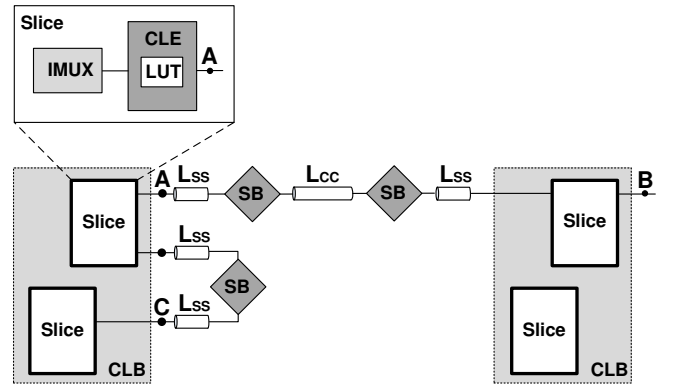 Slice
CLE
A
IMUX
LUT
A LSS LCC LSS B
SB SB
Slice Slice
LSS
SB
LSS
C
Slice Slice
CLB CLB